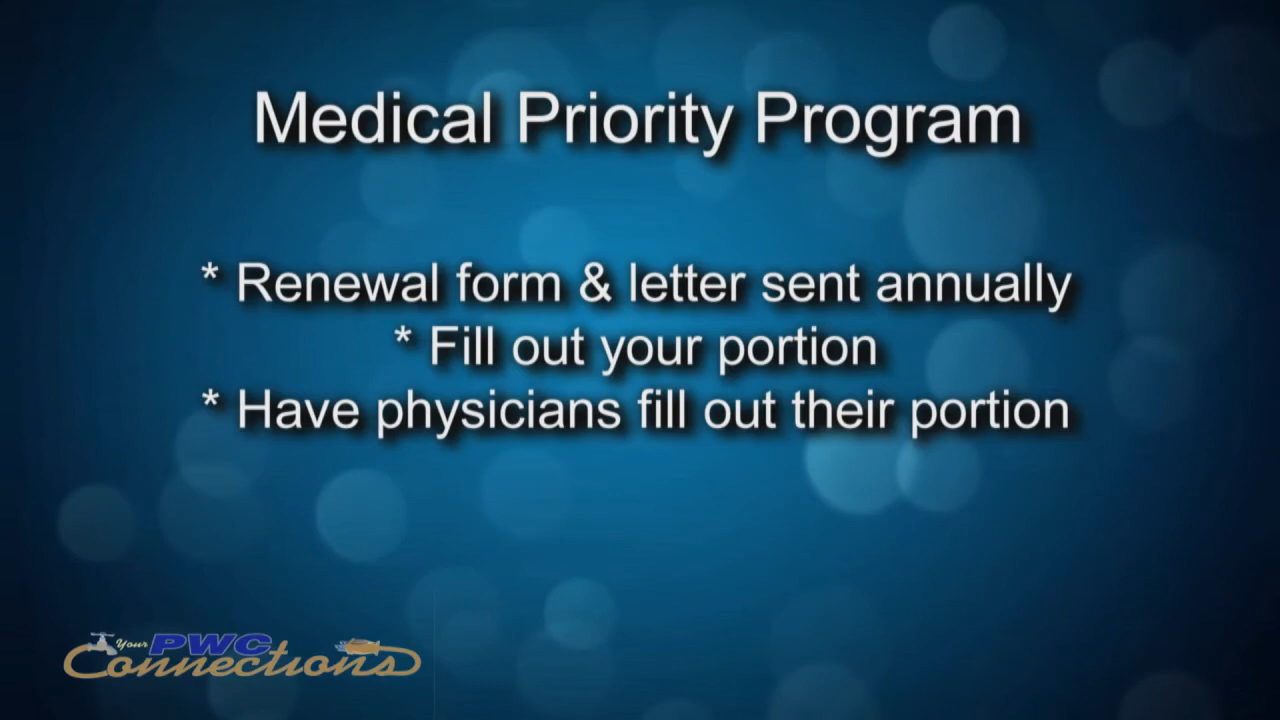 Medical Priority Program
* Renewal form & letter sent annually
* Fill out your portion
* Have physicians fill out their portion
Your PWC
Connections